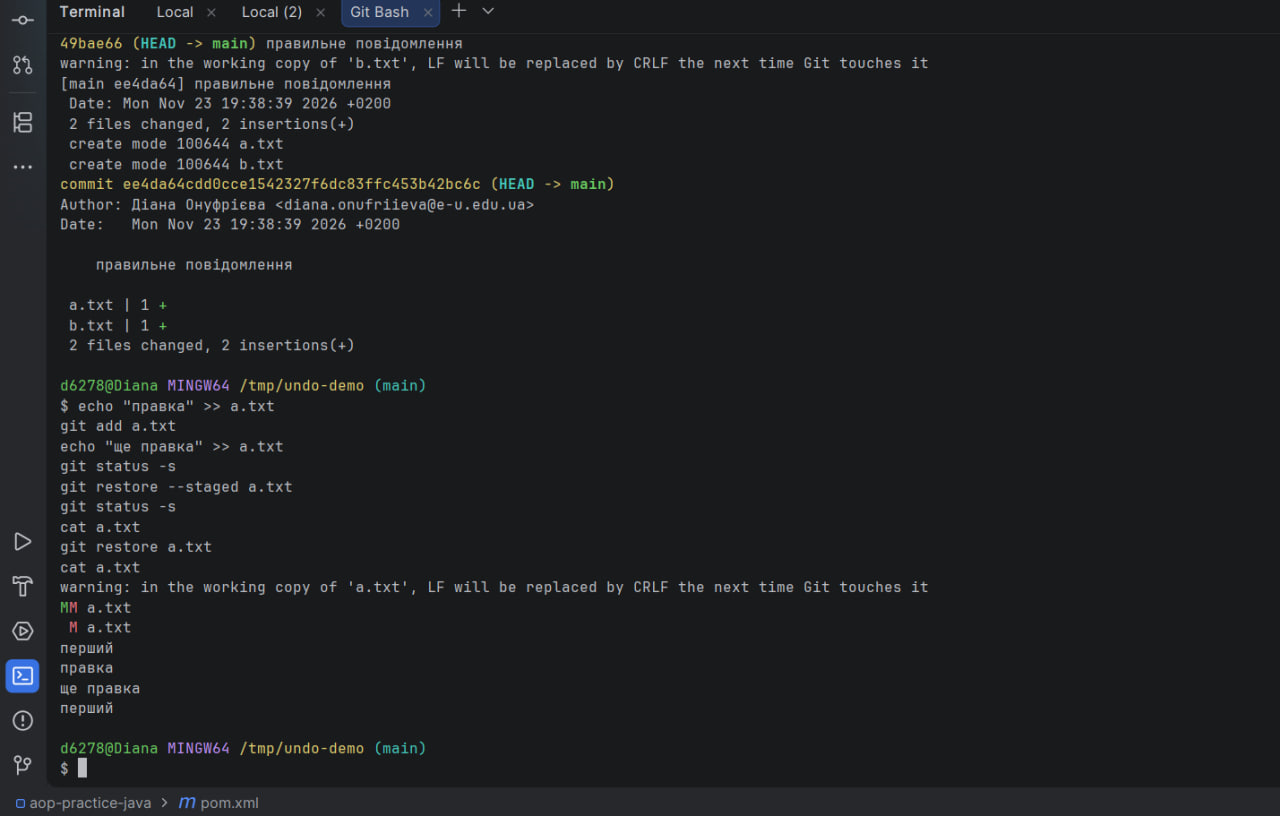 Terminal Local Local (2) Git Bash
49bae66 (HEAD -> main) правильне повідомлення
warning: in the working copy of 'b.txt', LF will be replaced by CRLF the next time Git touches it
[main ee4da64] правильне повідомлення
 Date: Mon Nov 23 19:38:39 2026 +0200
 2 files changed, 2 insertions(+)
 create mode 100644 a.txt
 create mode 100644 b.txt
commit ee4da64cdd0cce1542327f6dc83ffc453b42bc6c (HEAD -> main)
Author: Діана Онуфрієва <diana.onufriieva@e-u.edu.ua>
Date:   Mon Nov 23 19:38:39 2026 +0200

    правильне повідомлення

 a.txt | 1 +
 b.txt | 1 +
 2 files changed, 2 insertions(+)

d6278@Diana MINGW64 /tmp/undo-demo (main)
$ echo "правка" >> a.txt
git add a.txt
echo "ще правка" >> a.txt
git status -s
git restore --staged a.txt
git status -s
cat a.txt
git restore a.txt
cat a.txt
warning: in the working copy of 'a.txt', LF will be replaced by CRLF the next time Git touches it
MM a.txt
 M a.txt
перший
правка
ще правка
перший

d6278@Diana MINGW64 /tmp/undo-demo (main)
$
aop-practice-java > m pom.xml